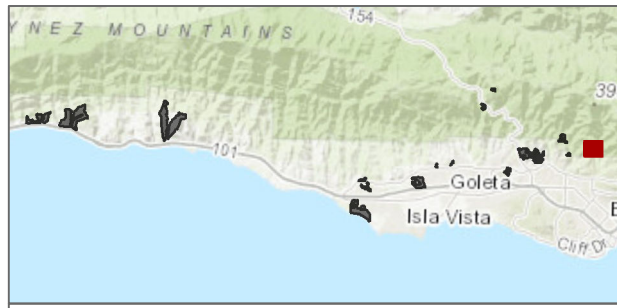 154
YNEZ MOUNTAINS
39
101
Goleta
Isla Vista
Cliff Dr